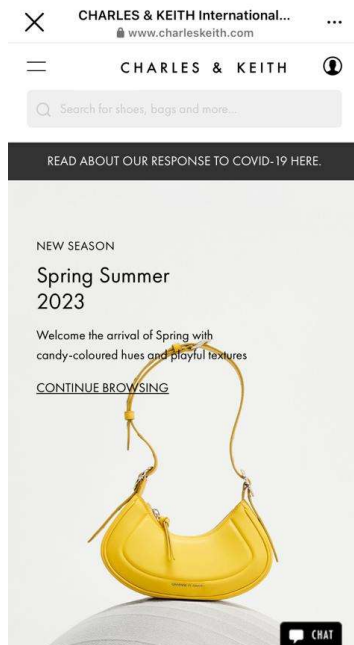 CHARLES & KEITH International...
www.charleskeith.com
CHARLES & KEITH
Search for shoes, bags and more...
READ ABOUT OUR RESPONSE TO COVID-19 HERE.
NEW SEASON
Spring Summer
2023
Welcome the arrival of Spring with
candy-coloured hues and playful textures
CONTINUE BROWSING
CHARLES & KEITH
CHAT